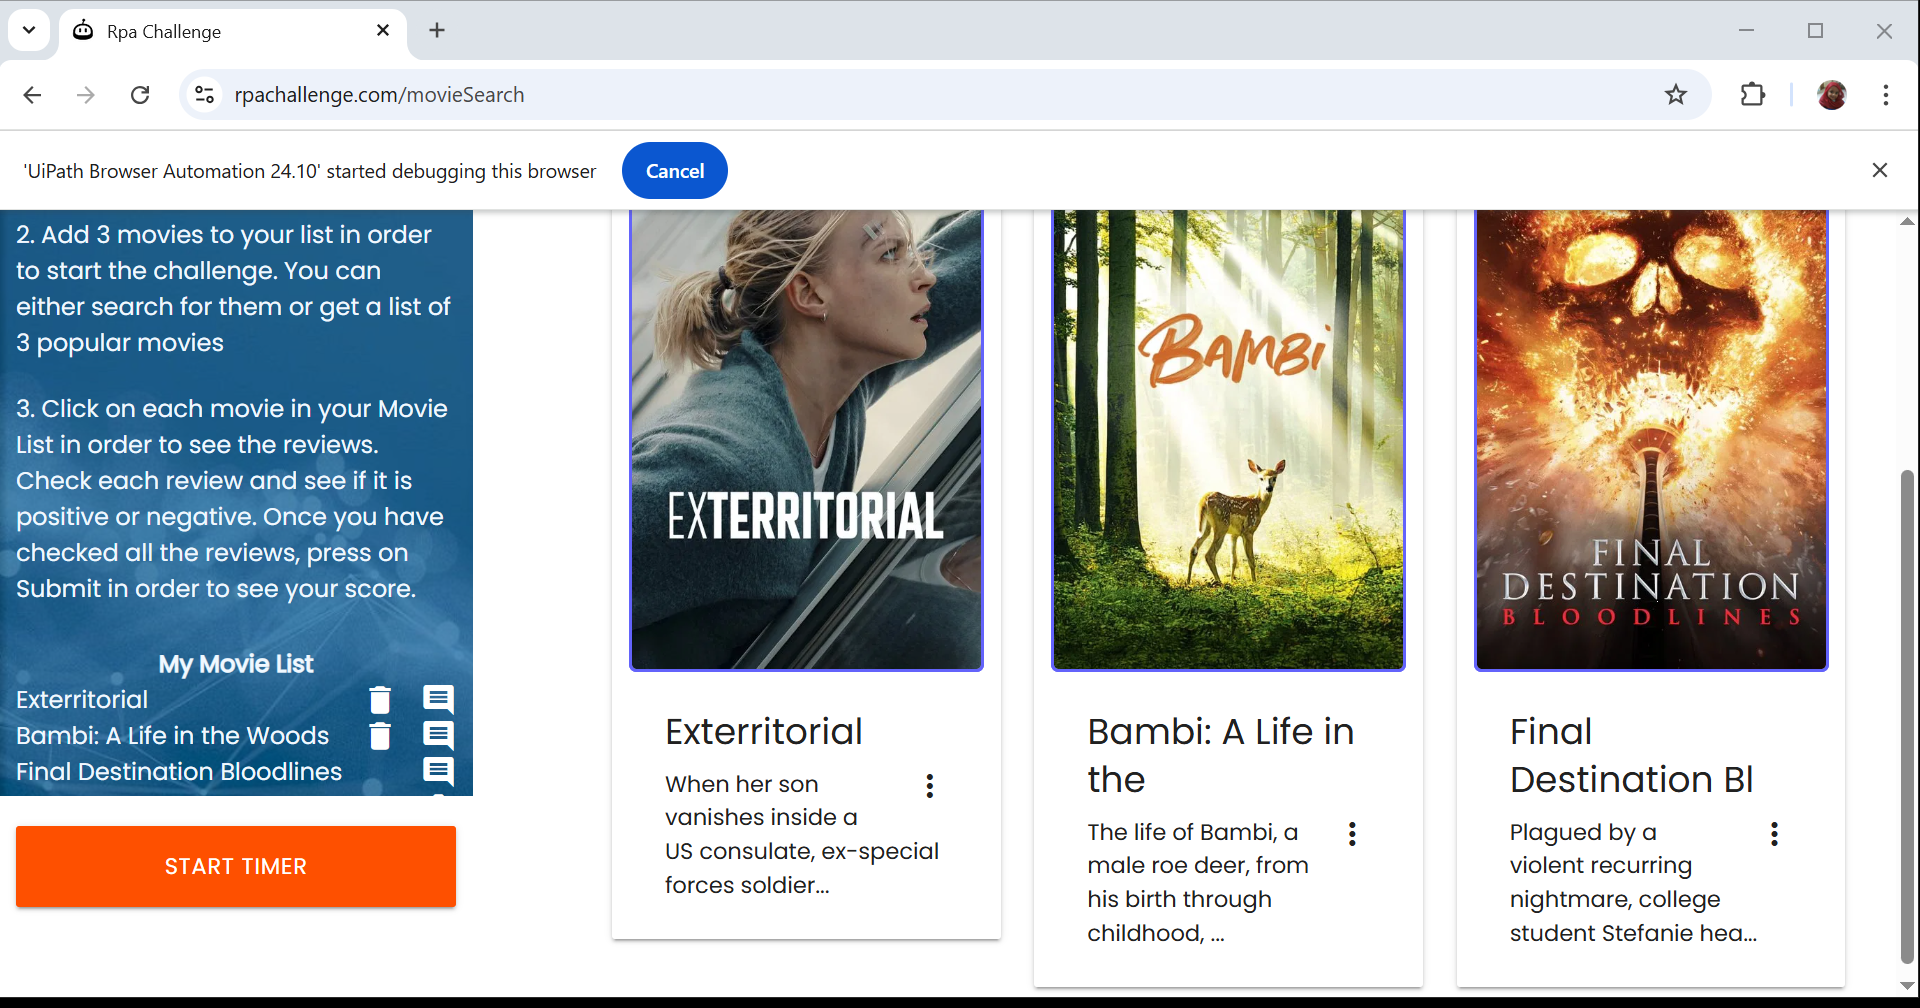 Rpa Challenge
rpachallenge.com/movieSearch
'UiPath Browser Automation 24.10' started debugging this browser
Cancel
2. Add 3 movies to your list in order
to start the challenge. You can
either search for them or get a list of
3 popular movies
3. Click on each movie in your Movie
List in order to see the reviews.
Check each review and see if it is
positive or negative. Once you have
checked all the reviews, press on
Submit in order to see your score.
My Movie List
Exterritorial
Bambi: A Life in the Woods
Final Destination Bloodlines
START TIMER
EXTERRITORIAL
Exterritorial
When her son
vanishes inside a
US consulate, ex-special
forces soldier...
BAMBI
Bambi: A Life in
the
The life of Bambi, a
male roe deer, from
his birth through
childhood, ...
FINAL
DESTINATION
BLOODLINES
Final
Destination Bl
Plagued by a
violent recurring
nightmare, college
student Stefanie hea...